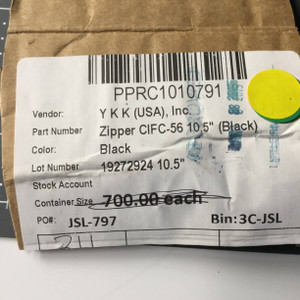 PPRC1010791
Vendor: Y K K (USA), Inc.
Part Number Zipper CIFC-56 10.5" (Black)
Color: Black
Lot Number 19272924 10.5"
Stock Account
Container Size 700.00 each
PO#: JSL-797 Bin:3C-JSL
211